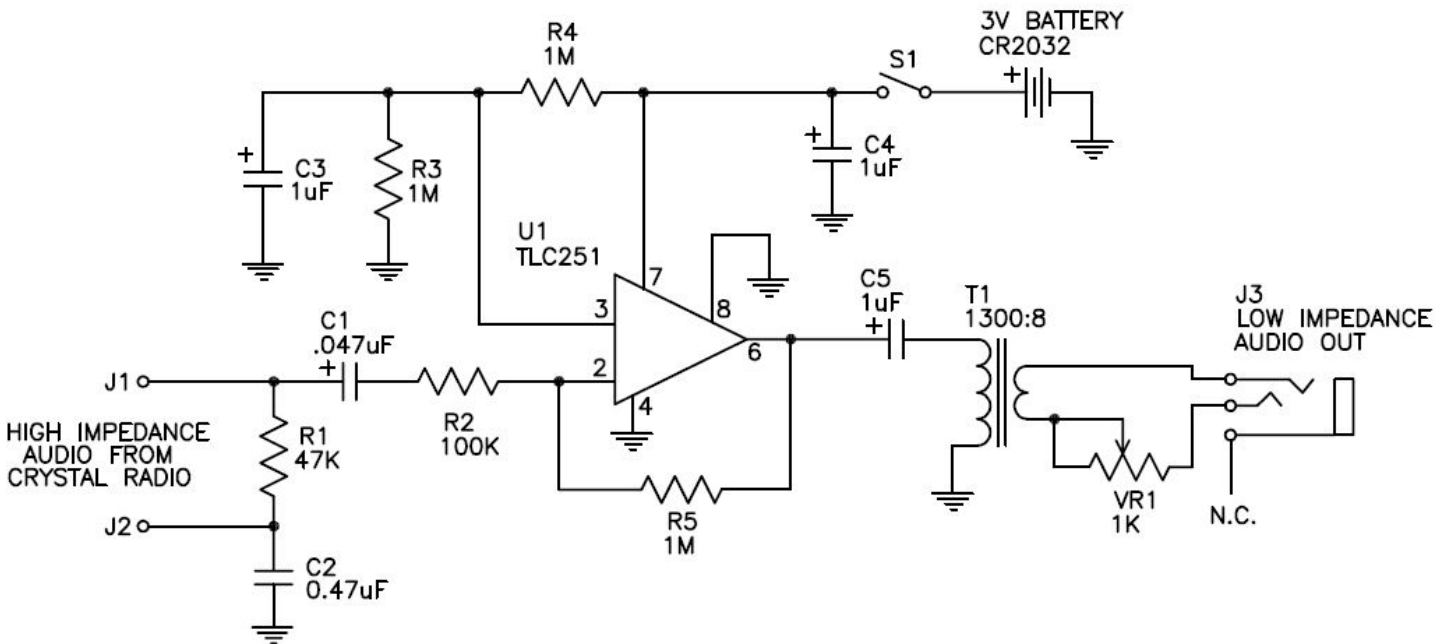 R4
1M
3V BATTERY
CR2032
S1
+
+
C3
1uF
R3
1M
+
C4
1uF
U1
TLC251
7
3
8
2
6
4
C5
1uF
+
T1
1300:8
J3
LOW IMPEDANCE
AUDIO OUT
C1
.047uF
+
J1
R2
100K
HIGH IMPEDANCE
AUDIO FROM
CRYSTAL RADIO
R1
47K
J2
R5
1M
VR1
1K
N.C.
C2
0.47uF